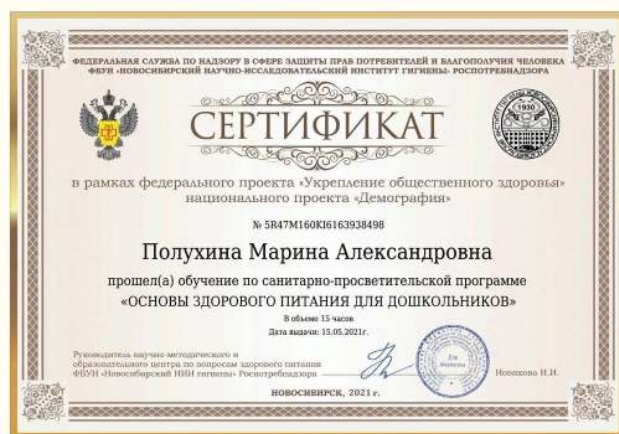 ФЕДЕРАЛЬНАЯ СЛУЖБА ПО НАДЗОРУ В СФЕРЕ ЗАЩИТЫ ПРАВ ПОТРЕБИТЕЛЕЙ И БЛАГОПОЛУЧИЯ ЧЕЛОВЕКА
ФБУН «НОВОСИБИРСКИЙ НАУЧНО-ИССЛЕДОВАТЕЛЬСКИЙ ИНСТИТУТ ГИГИЕНЫ» РОСПОТРЕБНАДЗОРА
СЕРТИФИКАТ
1930
в рамках федерального проекта «Укрепление общественного здоровья»
национального проекта «Демография»
№ 5R47M160KI6163938498
Полухина Марина Александровна
прошел(а) обучение по санитарно-просветительской программе
«ОСНОВЫ ЗДОРОВОГО ПИТАНИЯ ДЛЯ ДОШКОЛЬНИКОВ»
В объеме 15 часов
Дата выдачи: 15.05.2021г.
Руководитель научно-методического и
образовательного центра по вопросам здорового питания
ФБУН «Новосибирский НИИ гигиены» Роспотребнадзора
Новикова И.И.
НОВОСИБИРСК, 2021 г.